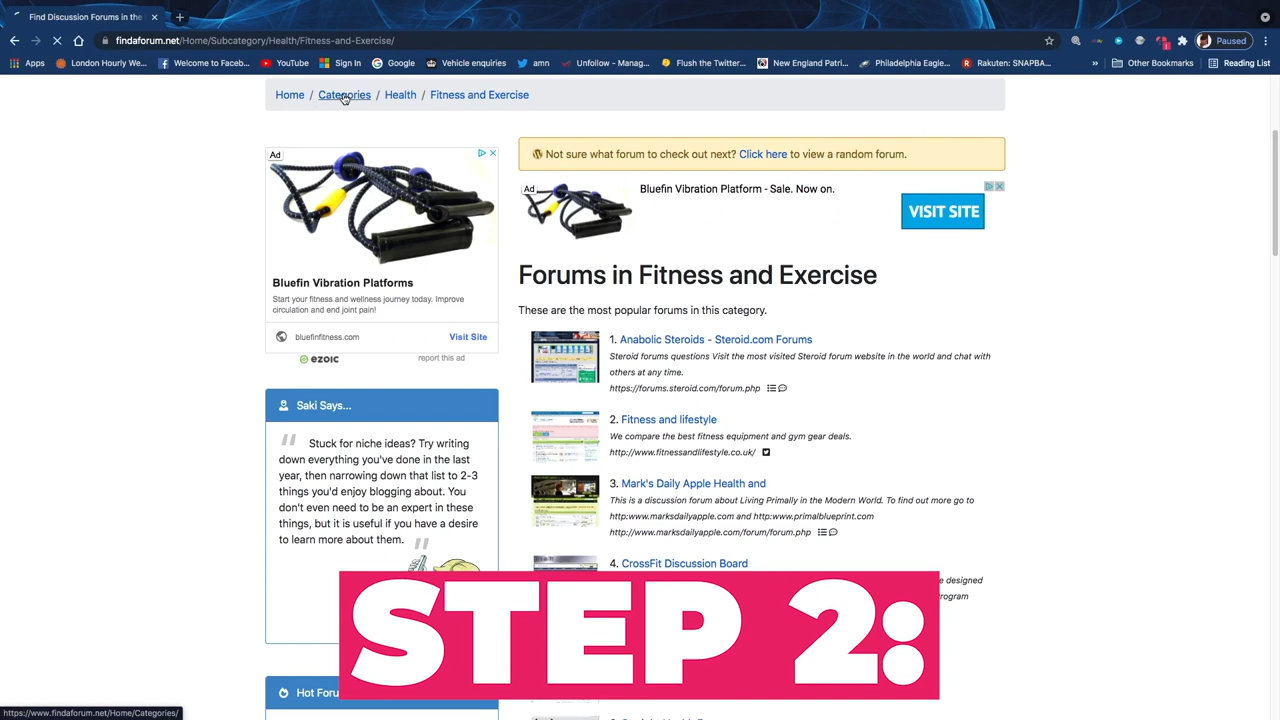 Find Discussion Forums in the
findaforum.net/Home/Subcategory/Health/Fitness-and-Exercise/
Paused
Apps
London Hourly We...
Welcome to Faceb...
YouTube
Sign In
Google
Vehicle enquiries
amn
Unfollow - Manag...
Flush the Twitter...
New England Patri...
Philadelphia Eagle...
Rakuten: SNAPBA...
»
Other Bookmarks
Reading List
Home / Categories / Health / Fitness and Exercise
Ad
Bluefin Vibration Platforms
Start your fitness and wellness journey today. Improve
circulation and end joint pain!
bluefinfitness.com
Visit Site
ezoic
report this ad
Saki Says...
" Stuck for niche ideas? Try writing
down everything you've done in the last
year, then narrowing down that list to 2-3
things you'd enjoy blogging about. You
don't even need to be an expert in these
things, but it is useful if you have a desire
to learn more about them. "
Hot Foru
Not sure what forum to check out next? Click here to view a random forum.
Ad
Bluefin Vibration Platform - Sale. Now on.
VISIT SITE
Forums in Fitness and Exercise
These are the most popular forums in this category.
1. Anabolic Steroids - Steroid.com Forums
Steroid forums questions Visit the most visited Steroid forum website in the world and chat with
others at any time.
https://forums.steroid.com/forum.php
2. Fitness and lifestyle
We compare the best fitness equipment and gym gear deals.
http://www.fitnessandlifestyle.co.uk/
3. Mark's Daily Apple Health and
This is a discussion forum about Living Primally in the Modern World. To find out more go to
http:www.marksdailyapple.com and http:www.primalblueprint.com
http://www.marksdailyapple.com/forum/forum.php
4. CrossFit Discussion Board
e designed
rogram
STEP 2:
https://www.findaforum.net/Home/Categories/